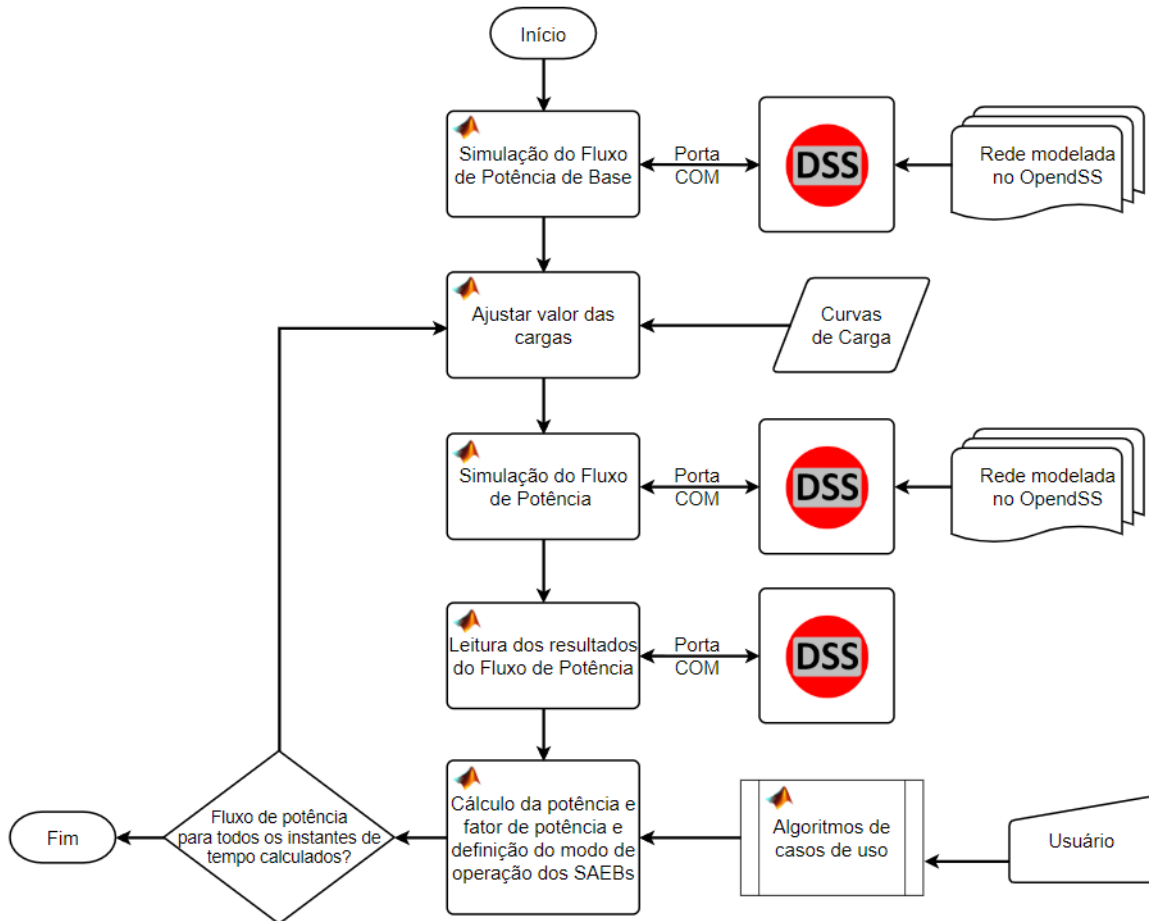 Início
Simulação do Fluxo
de Potência de Base
Porta
COM
DSS
Rede modelada
no OpendSS
Ajustar valor das
cargas
Curvas
de Carga
Simulação do Fluxo
de Potência
Porta
COM
DSS
Rede modelada
no OpendSS
Leitura dos resultados
do Fluxo de Potência
Porta
COM
DSS
Fim
Fluxo de potência
para todos os instantes de
tempo calculados?
Cálculo da potência e
fator de potência e
definição do modo de
operação dos SAEBs
Algoritmos de
casos de uso
Usuário